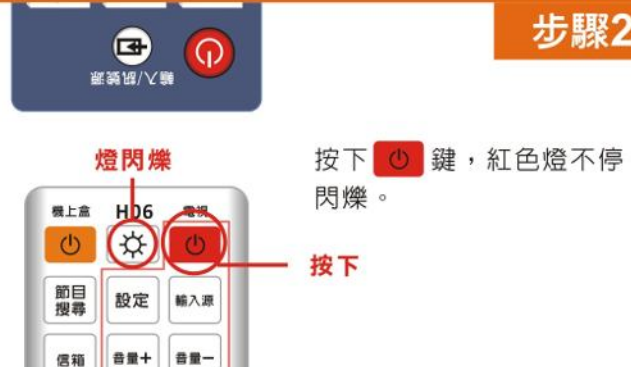 步驟2
輸入/訊號源
按下 鍵，紅色燈不停
閃爍。
燈閃爍
機上盒 H06 電視
按下
節目
搜尋
設定
輸入源
信箱
音量+
音量−